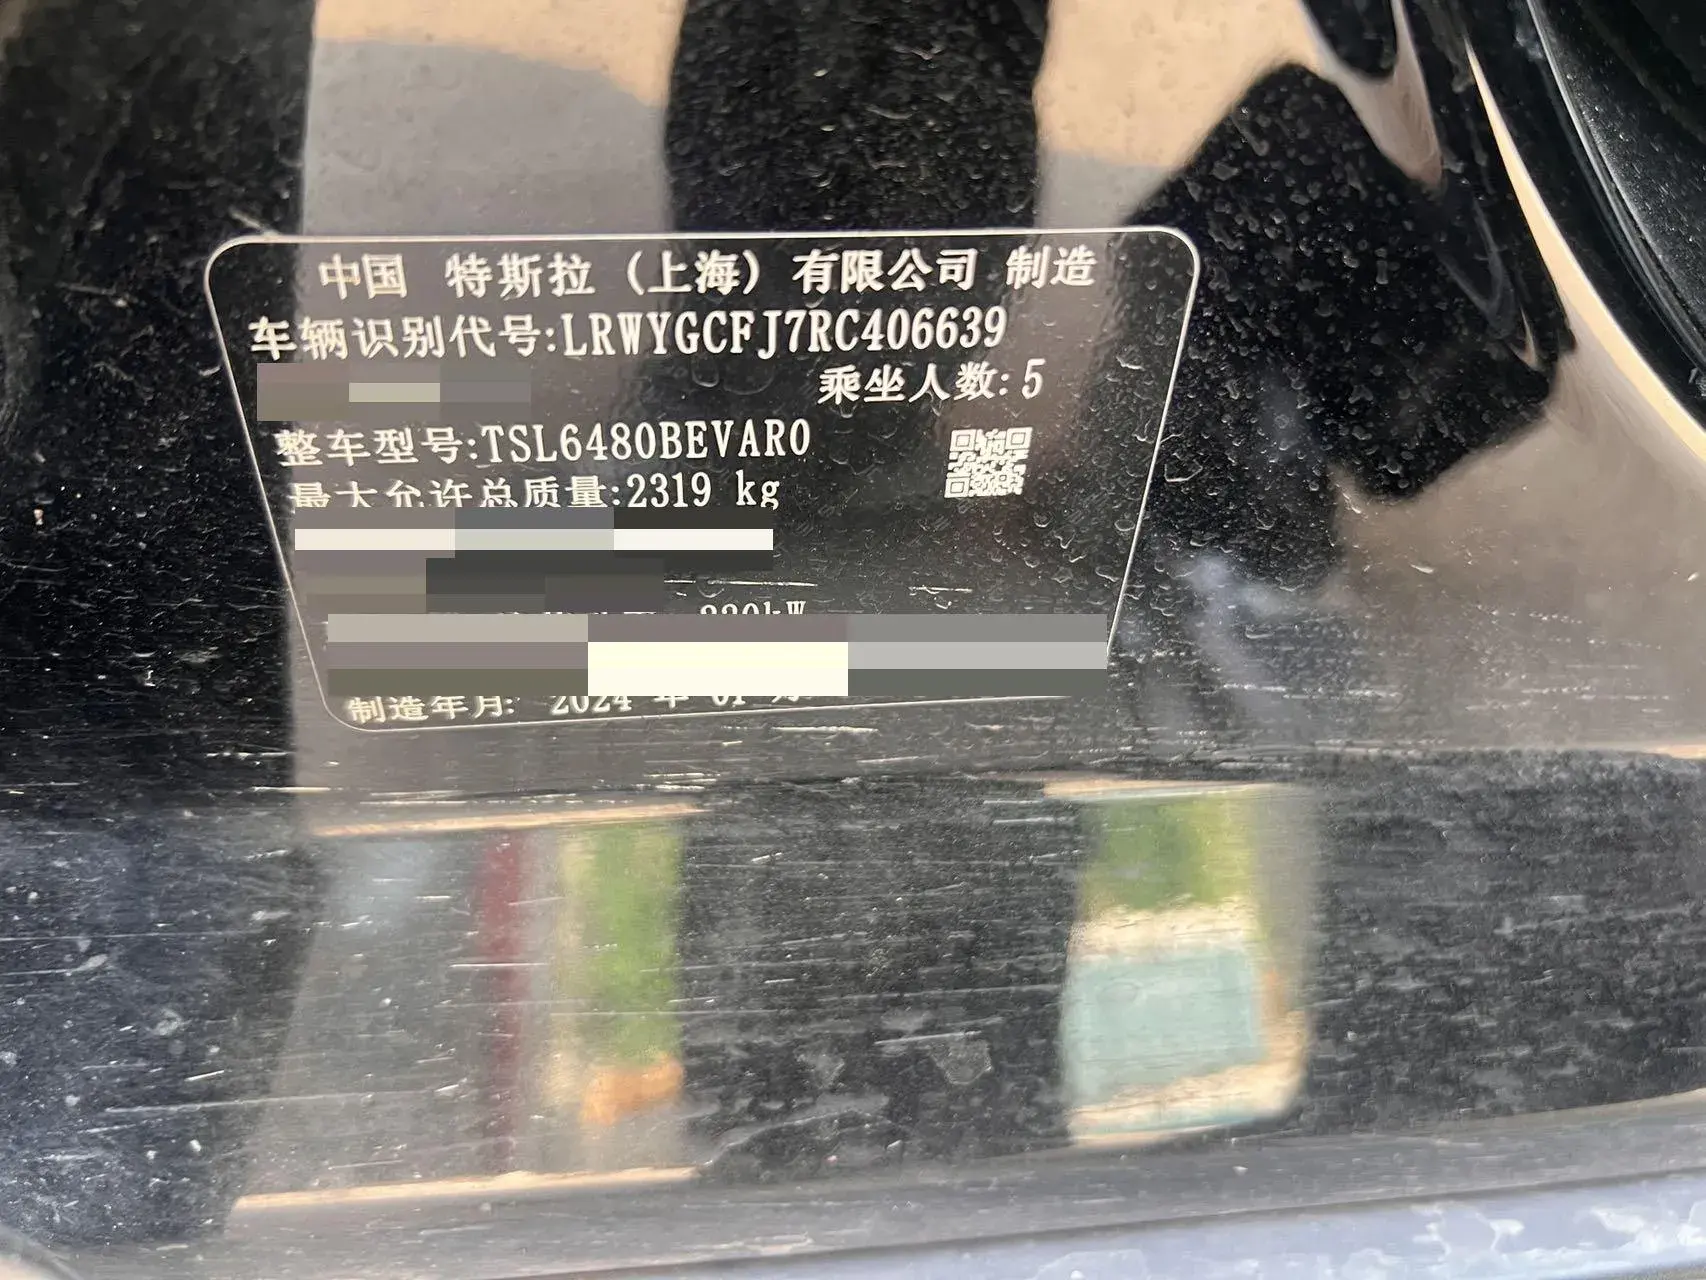 中国 特斯拉（上海）有限公司 制造
车辆识别代号:LRWYGCFJ7RC406639
乘坐人数:5
整车型号:TSL6480BEVAR0
最大允许总质量:2319 kg
制造年月: 2024 年 01 月